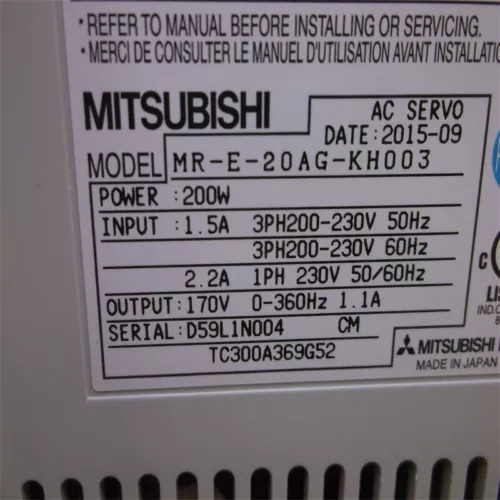 •REFER TO MANUAL BEFORE INSTALLING OR SERVICING.
•MERCI DE CONSULTER LE MANUEL D'UTILISATION AVANT
MITSUBISHI
AC SERVO
DATE:2015-09
MODEL MR-E-20AG-KH003
POWER :200W
INPUT :1.5A 3PH200-230V 50Hz
3PH200-230V 60Hz
2.2A 1PH 230V 50/60Hz
OUTPUT:170V 0-360Hz 1.1A
SERIAL:D59L1N004 CM
TC300A369G52
MITSUBISHI
MADE IN JAPAN